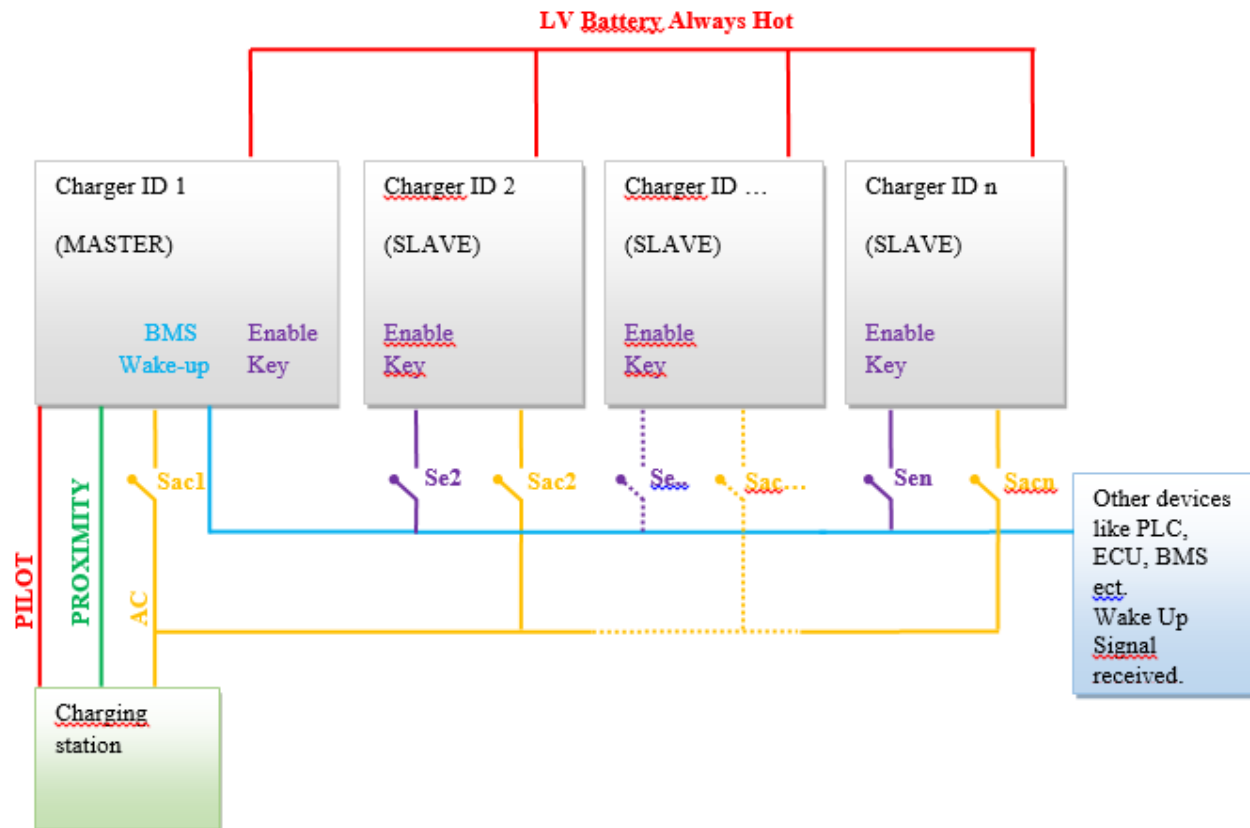 LV Battery Always Hot
Charger ID 1
(MASTER)
BMS
Wake-up
Enable
Key
Charger ID 2
(SLAVE)
Enable
Key
Charger ID ...
(SLAVE)
Enable
Key
Charger ID n
(SLAVE)
Enable
Key
PILOT
PROXIMITY
AC
Sac1
Se2
Sac2
Se...
Sac...
Sen
Sacn
Other devices
like PLC,
ECU, BMS
ect.
Wake Up
Signal
received.
Charging
station